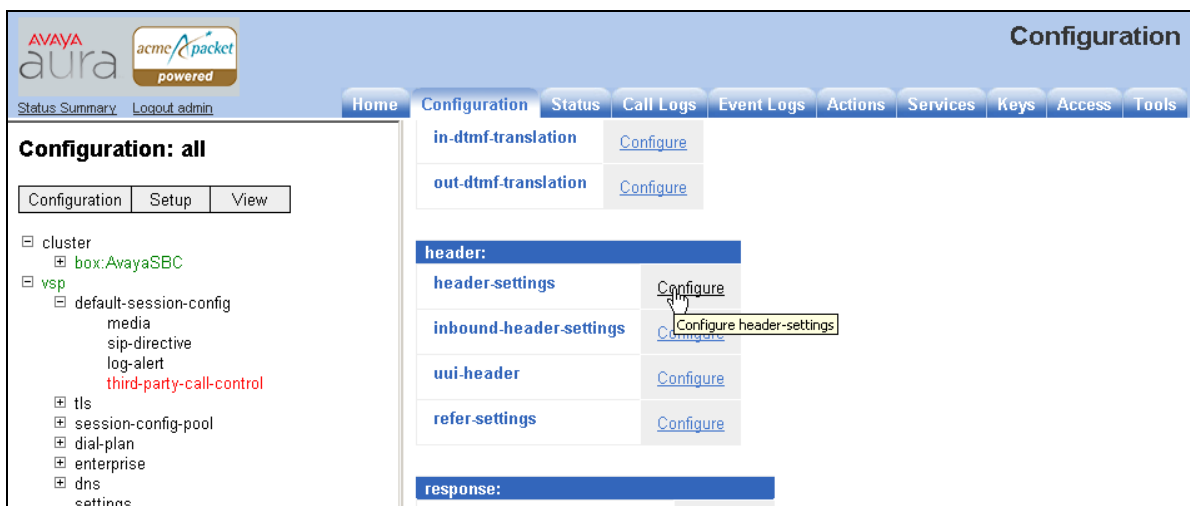 AVAYA
aura
acme packet
powered
Configuration
Status Summary Logout admin
Home Configuration Status Call Logs Event Logs Actions Services Keys Access Tools
Configuration: all
Configuration Setup View
cluster
box:AvayaSBC
vsp
default-session-config
media
sip-directive
log-alert
third-party-call-control
tls
session-config-pool
dial-plan
enterprise
dns
settings
in-dtmf-translation Configure
out-dtmf-translation Configure
header:
header-settings Configure
Configure header-settings
inbound-header-settings Configure
uui-header Configure
refer-settings Configure
response: